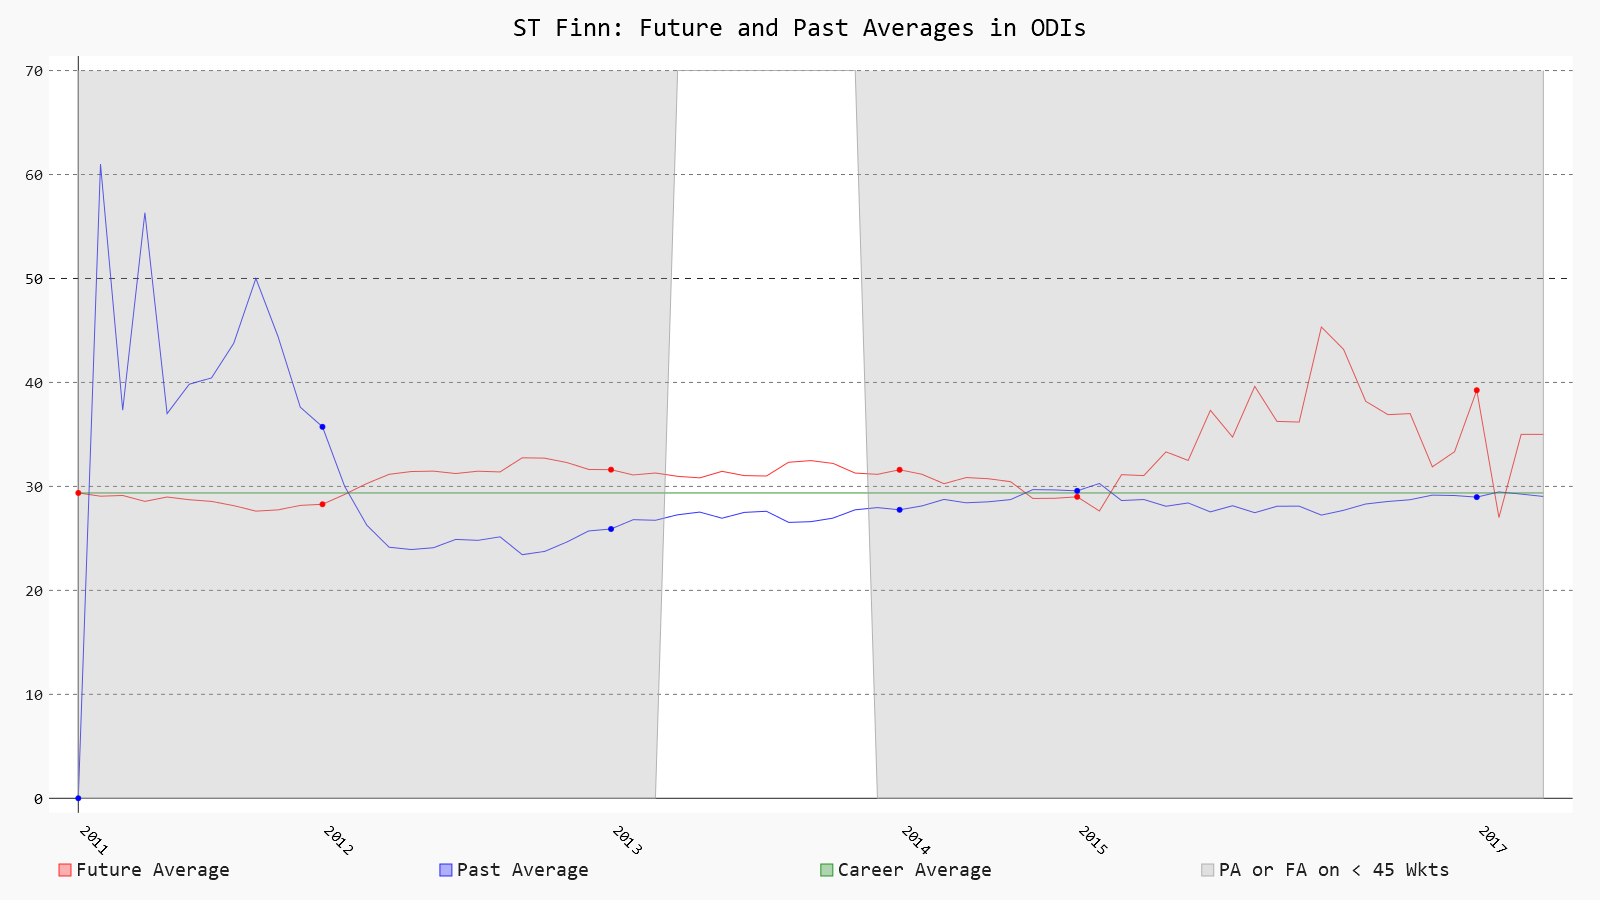 ST Finn: Future and Past Averages in ODIs
70
60
50
40
30
20
10
0
2011
2012
2013
2014
2015
2017
Future Average
Past Average
Career Average
PA or FA on < 45 Wkts